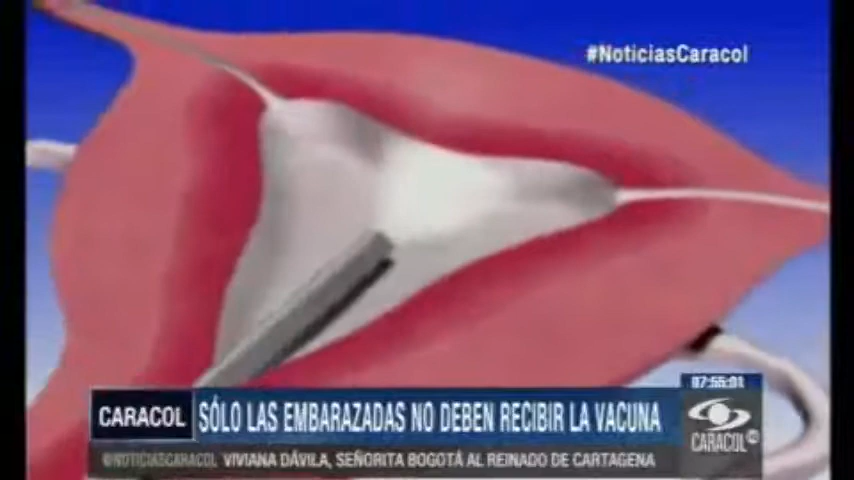 #NoticiasCaracol
07:55:01
CARACOL
SÓLO LAS EMBARAZADAS NO DEBEN RECIBIR LA VACUNA
CARACOL
@NOTICIASCARACOL VIVIANA DÁVILA, SEÑORITA BOGOTÁ AL REINADO DE CARTAGENA